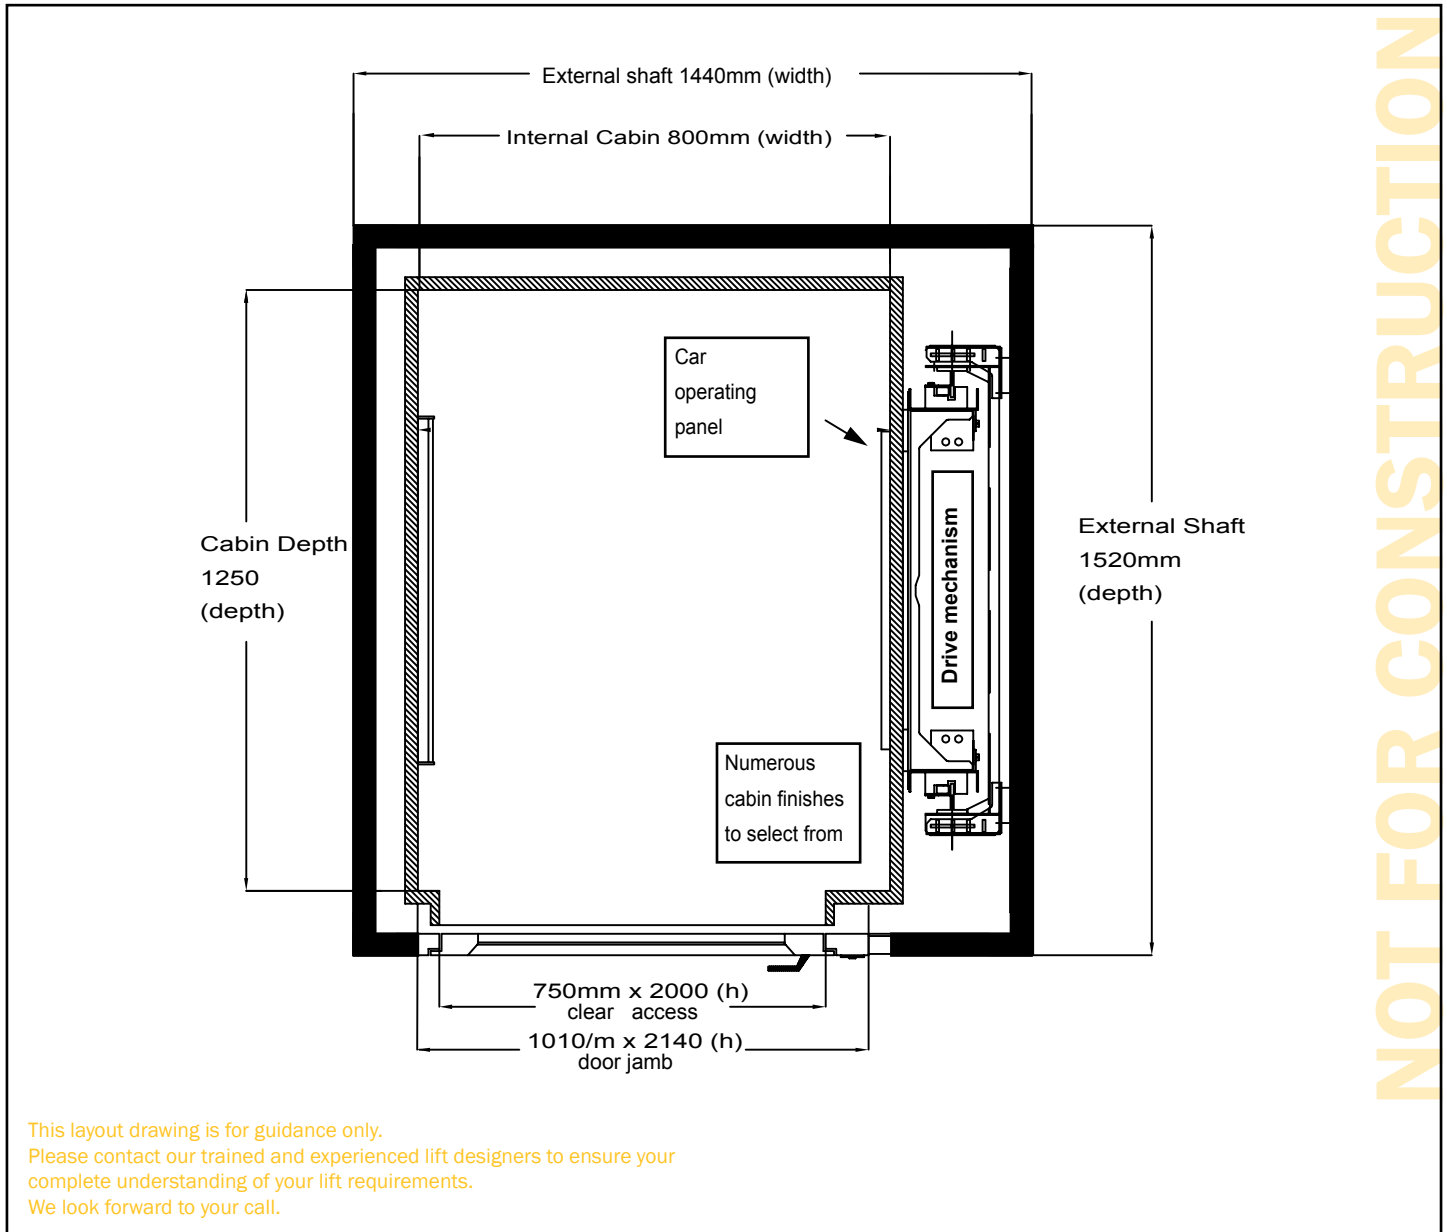 External shaft 1440mm (width)
Internal Cabin 800mm (width)
Car
operating
panel
Cabin Depth
1250
(depth)
Drive mechanism
External Shaft
1520mm
(depth)
Numerous
cabin finishes
to select from
750mm x 2000 (h)
clear access
1010/m x 2140 (h)
door jamb
NOT FOR CONSTRUCTION
This layout drawing is for guidance only.
Please contact our trained and experienced lift designers to ensure your
complete understanding of your lift requirements.
We look forward to your call.